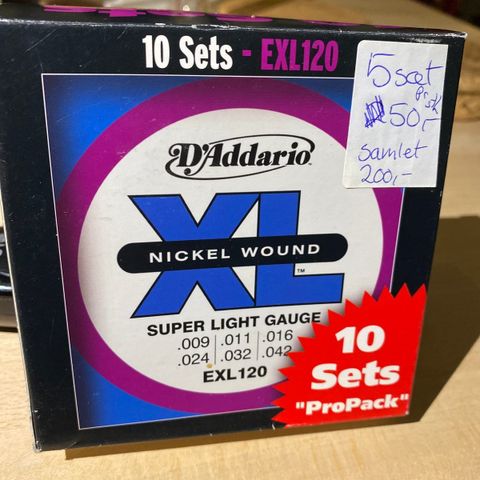 10 Sets - EXL120
5 sæt
pr. stk
50,-
samlet
200,-
D'Addario
XL
NICKEL WOUND
™
SUPER LIGHT GAUGE
.009 .011 .016
.024 .032 .042
EXL120
10
Sets
"ProPack"